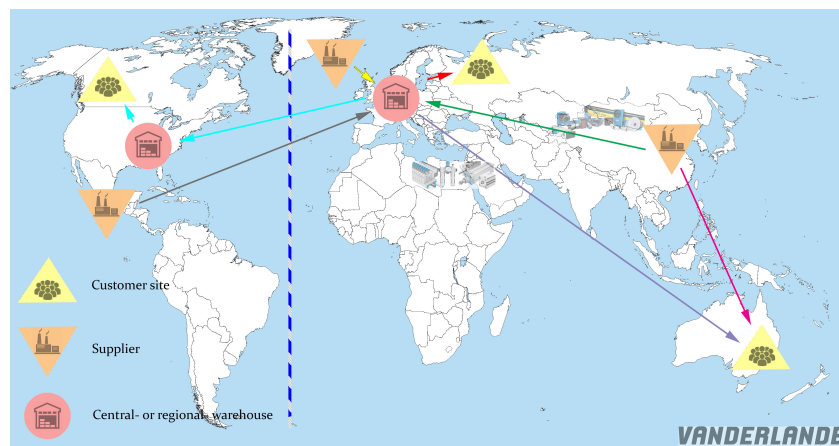 Customer site
Supplier
Central- or regional- warehouse
VANDERLANDE